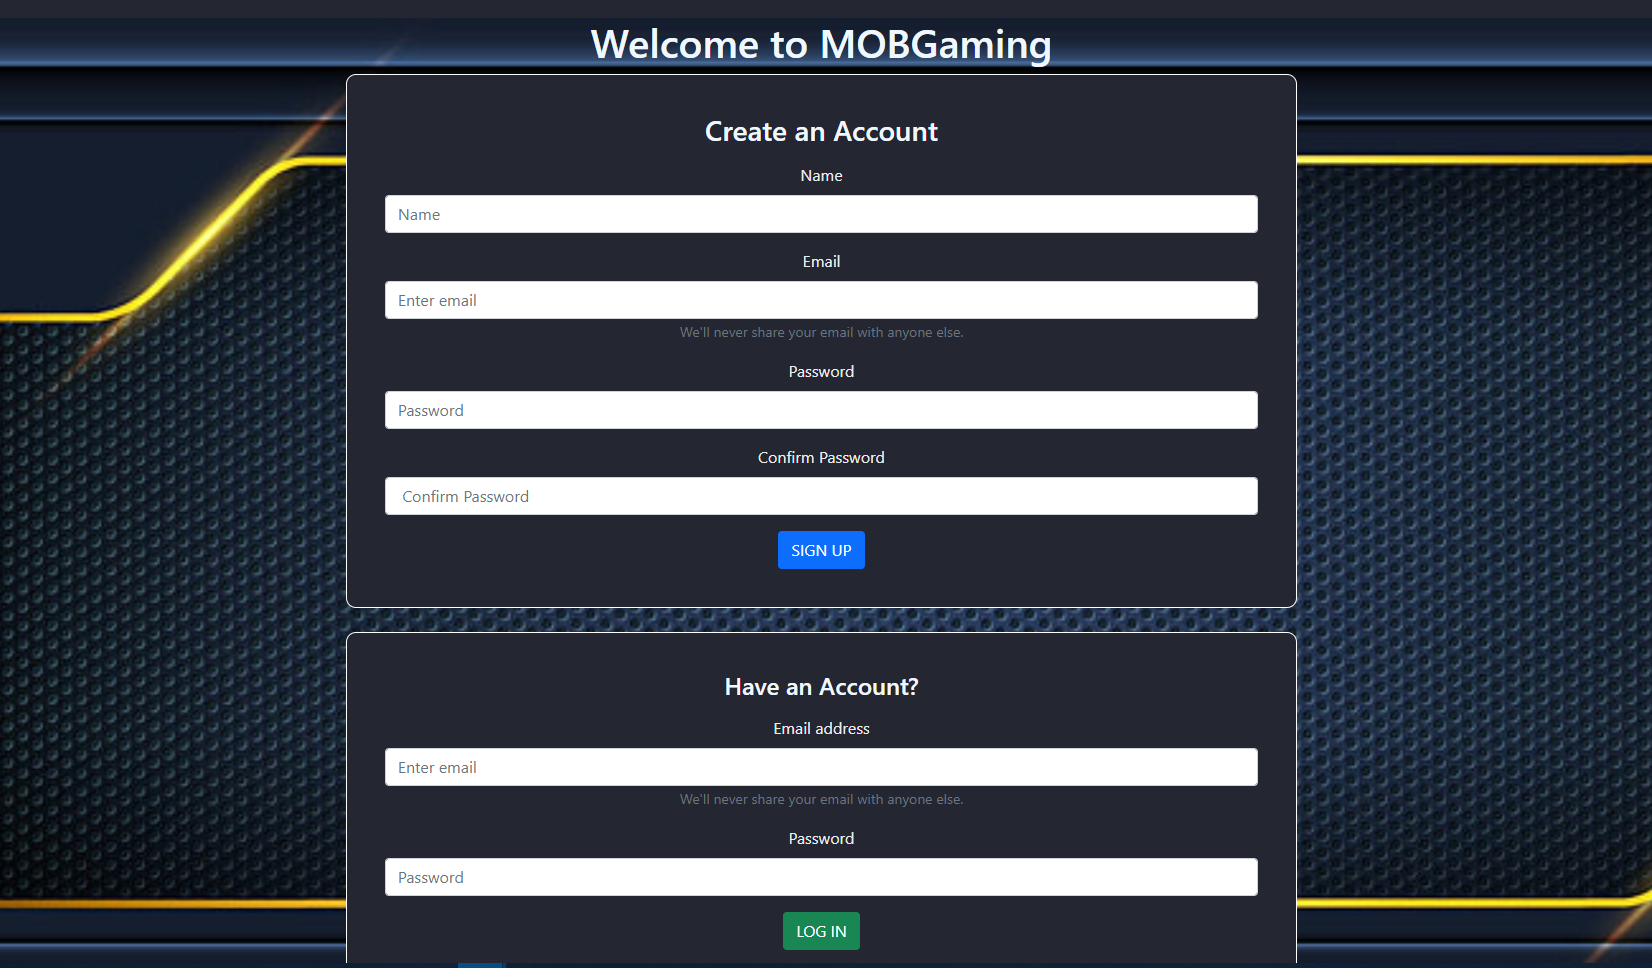 Welcome to MOBGaming
Create an Account
Name
Name
Email
Enter email
We'll never share your email with anyone else.
Password
Password
Confirm Password
Confirm Password
SIGN UP
Have an Account?
Email address
Enter email
We'll never share your email with anyone else.
Password
Password
LOG IN